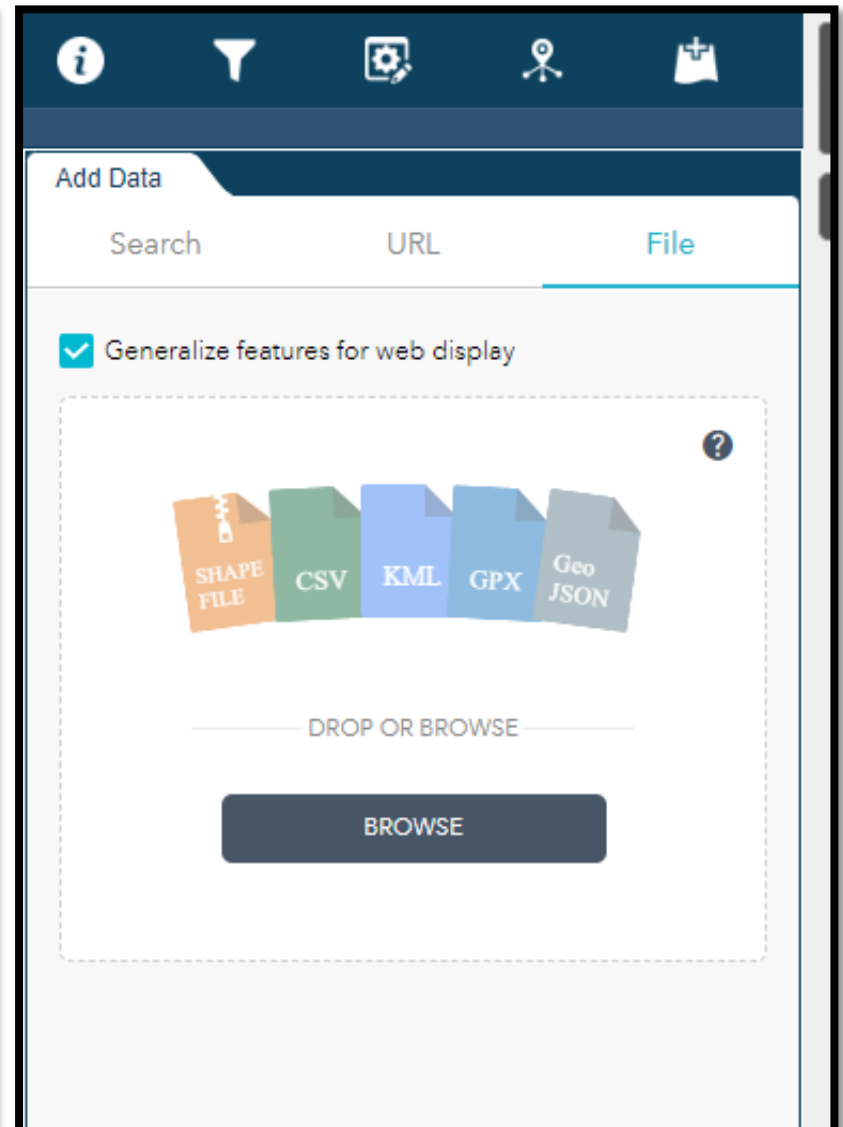 Add Data
Search URL File
Generalize features for web display
SHAPE
FILE
CSV
KML
GPX
Geo
JSON
DROP OR BROWSE
BROWSE